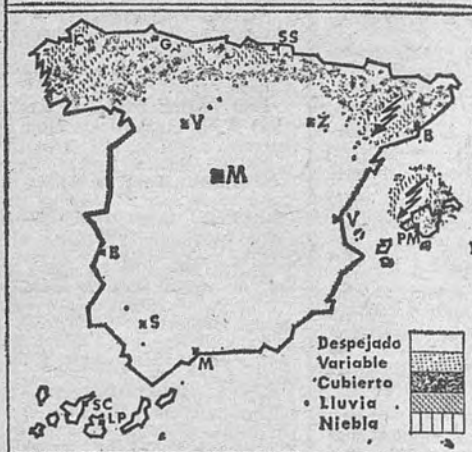 C G SS
V Z B
M
V PM
B
S
M
SC
LP
Despejado
Variable
Cubierto
Lluvia
Niebla